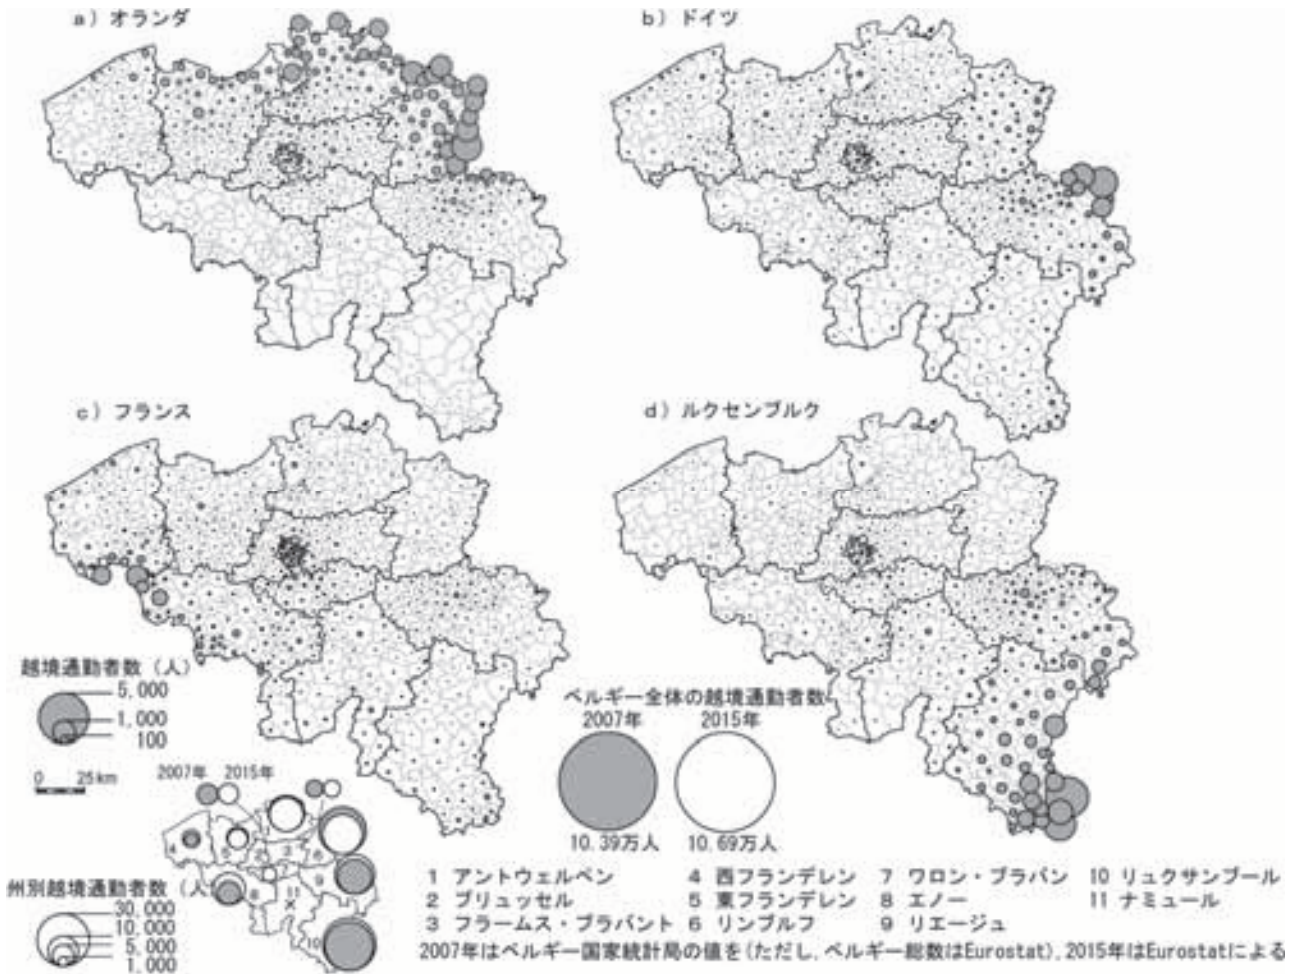 a) オランダ
b) ドイツ
c) フランス
d) ルクセンブルク
越境通勤者数 (人)
5,000
1,000
100
0 25km
ベルギー全体の越境通勤者数
2007年 2015年
10.39万人 10.69万人
2007年 2015年
州別越境通勤者数 (人)
30,000
10,000
5,000
1,000
4
5
2
3
6
8
11
9
10
1 アントウェルペン 4 西フランデレン 7 ワロン・ブラバン 10 リュクサンブール
2 ブリュッセル 5 東フランデレン 8 エノー 11 ナミュール
3 フラームス・ブラバント 6 リンブルフ 9 リエージュ
2007年はベルギー国家統計局の値を(ただし,ベルギー総数はEurostat),2015年はEurostatによる